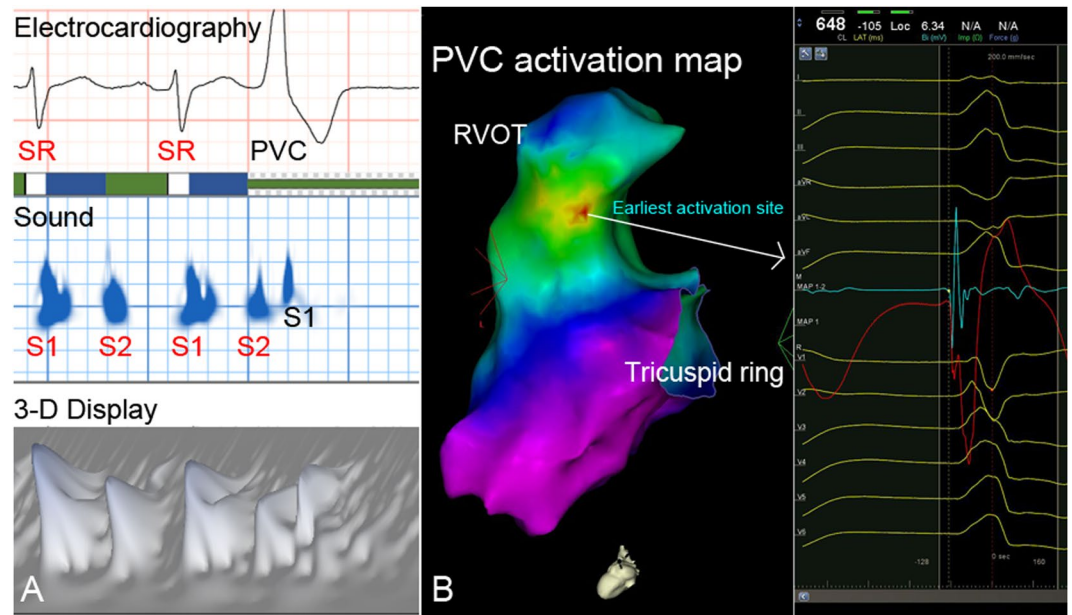 Electrocardiography
SR
SR
PVC
Sound
S1
S2
S1
S2
S1
3-D Display
A
PVC activation map
RVOT
Earliest activation site
Tricuspid ring
B
648 -105 Loc 6.34 N/A N/A
CL LAT (ms) Bi (mV) Imp (Ω) Force (g)
200.0 mm/sec
I
II
III
aVR
aVL
aVF
M
MAP 1-2
MAP 1
R
V1
V2
V3
V4
V5
V6
-128 0 sec 160